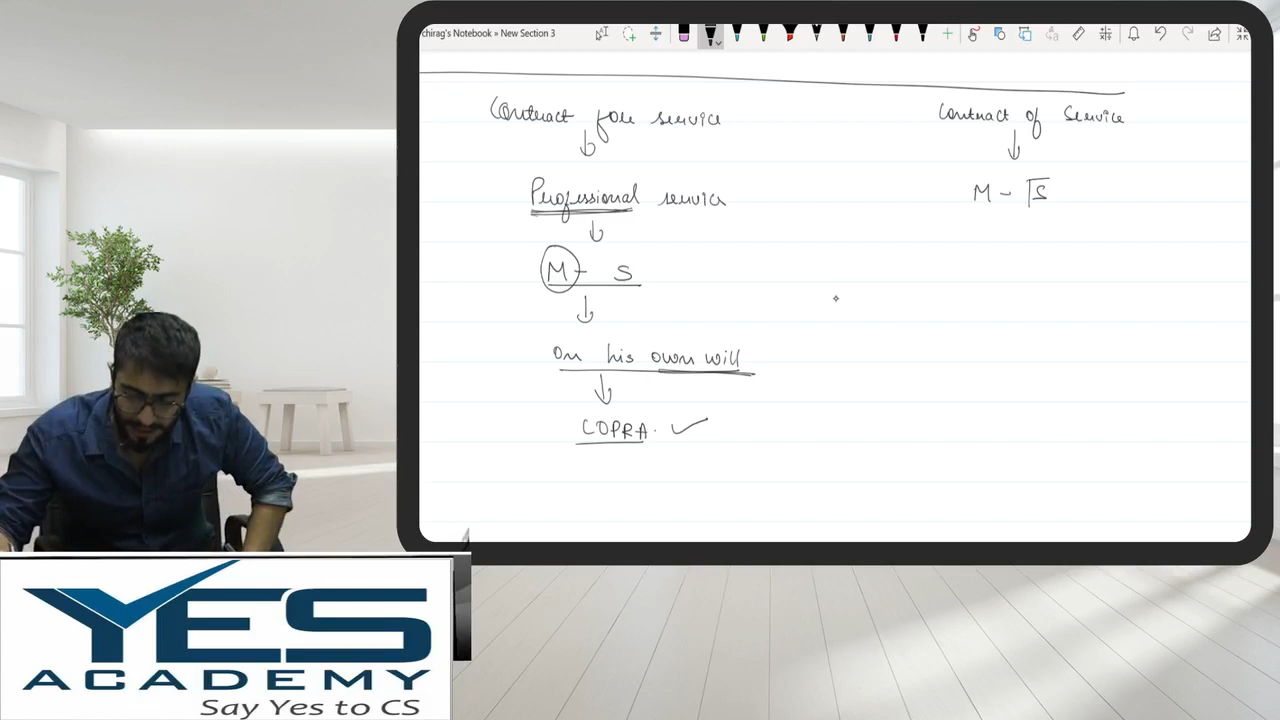 chirag's Notebook » New Section 3
Contract for service
Professional service
M - S
On his own will
COPRA.
Contract of Service
M - S
YES
ACADEMY
Say Yes to CS